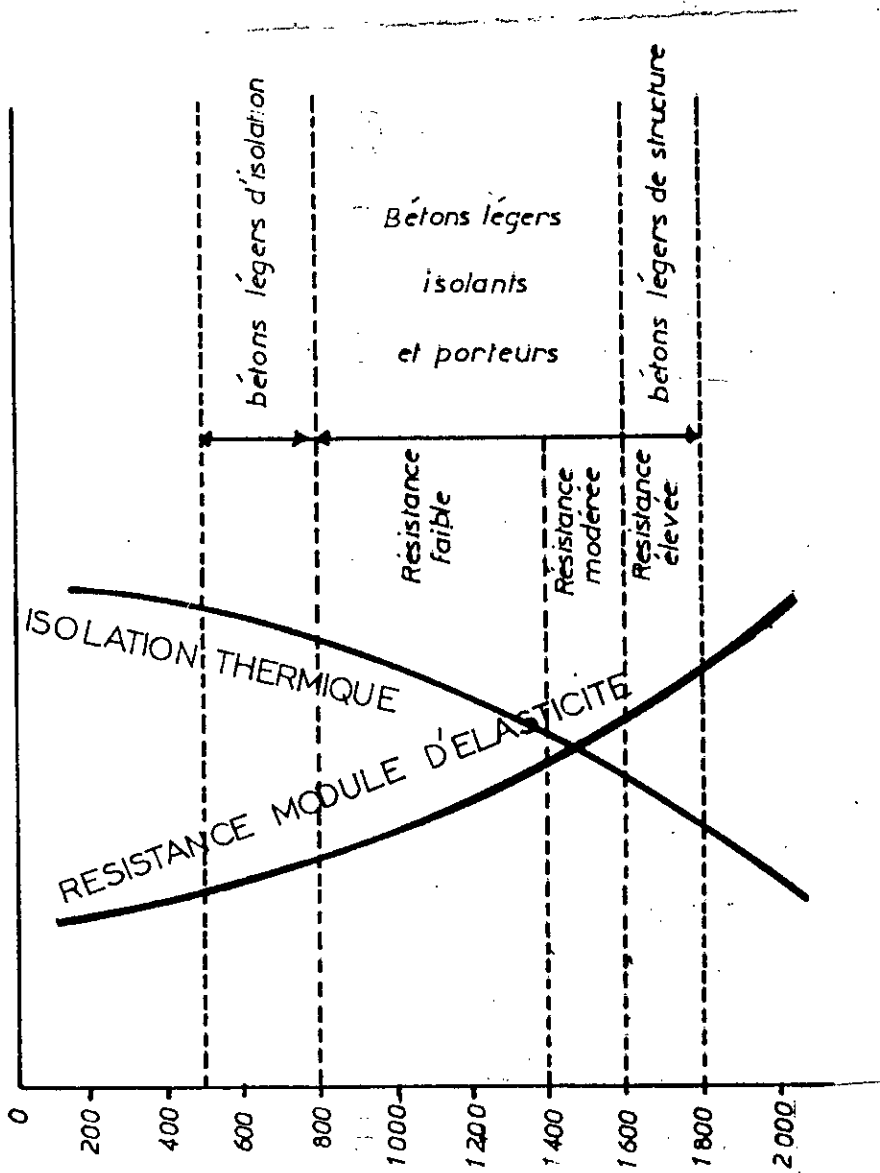 bétons légers d'isolation
Bétons légers
isolants
et porteurs
bétons légers de structure
Résistance
faible
Résistance
modérée
Résistance
élevée
ISOLATION THERMIQUE
RESISTANCE MODULE D'ELASTICITE
0
200
400
600
800
1000
1200
1400
1600
1800
2000